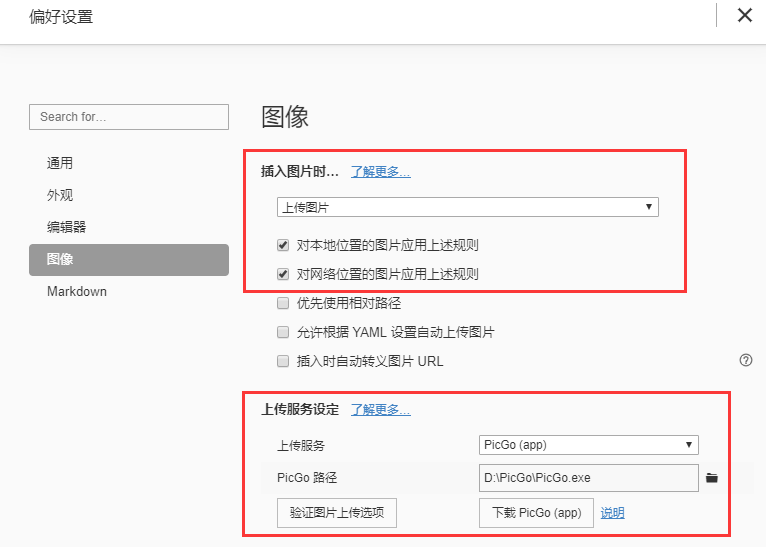 偏好设置
Search for...
图像
通用
外观
编辑器
图像
Markdown
插入图片时... 了解更多...
上传图片
对本地位置的图片应用上述规则
对网络位置的图片应用上述规则
优先使用相对路径
允许根据 YAML 设置自动上传图片
插入时自动转义图片 URL
上传服务设定 了解更多...
上传服务 PicGo (app)
PicGo 路径 D:\PicGo\PicGo.exe
验证图片上传选项 下载 PicGo (app) 说明